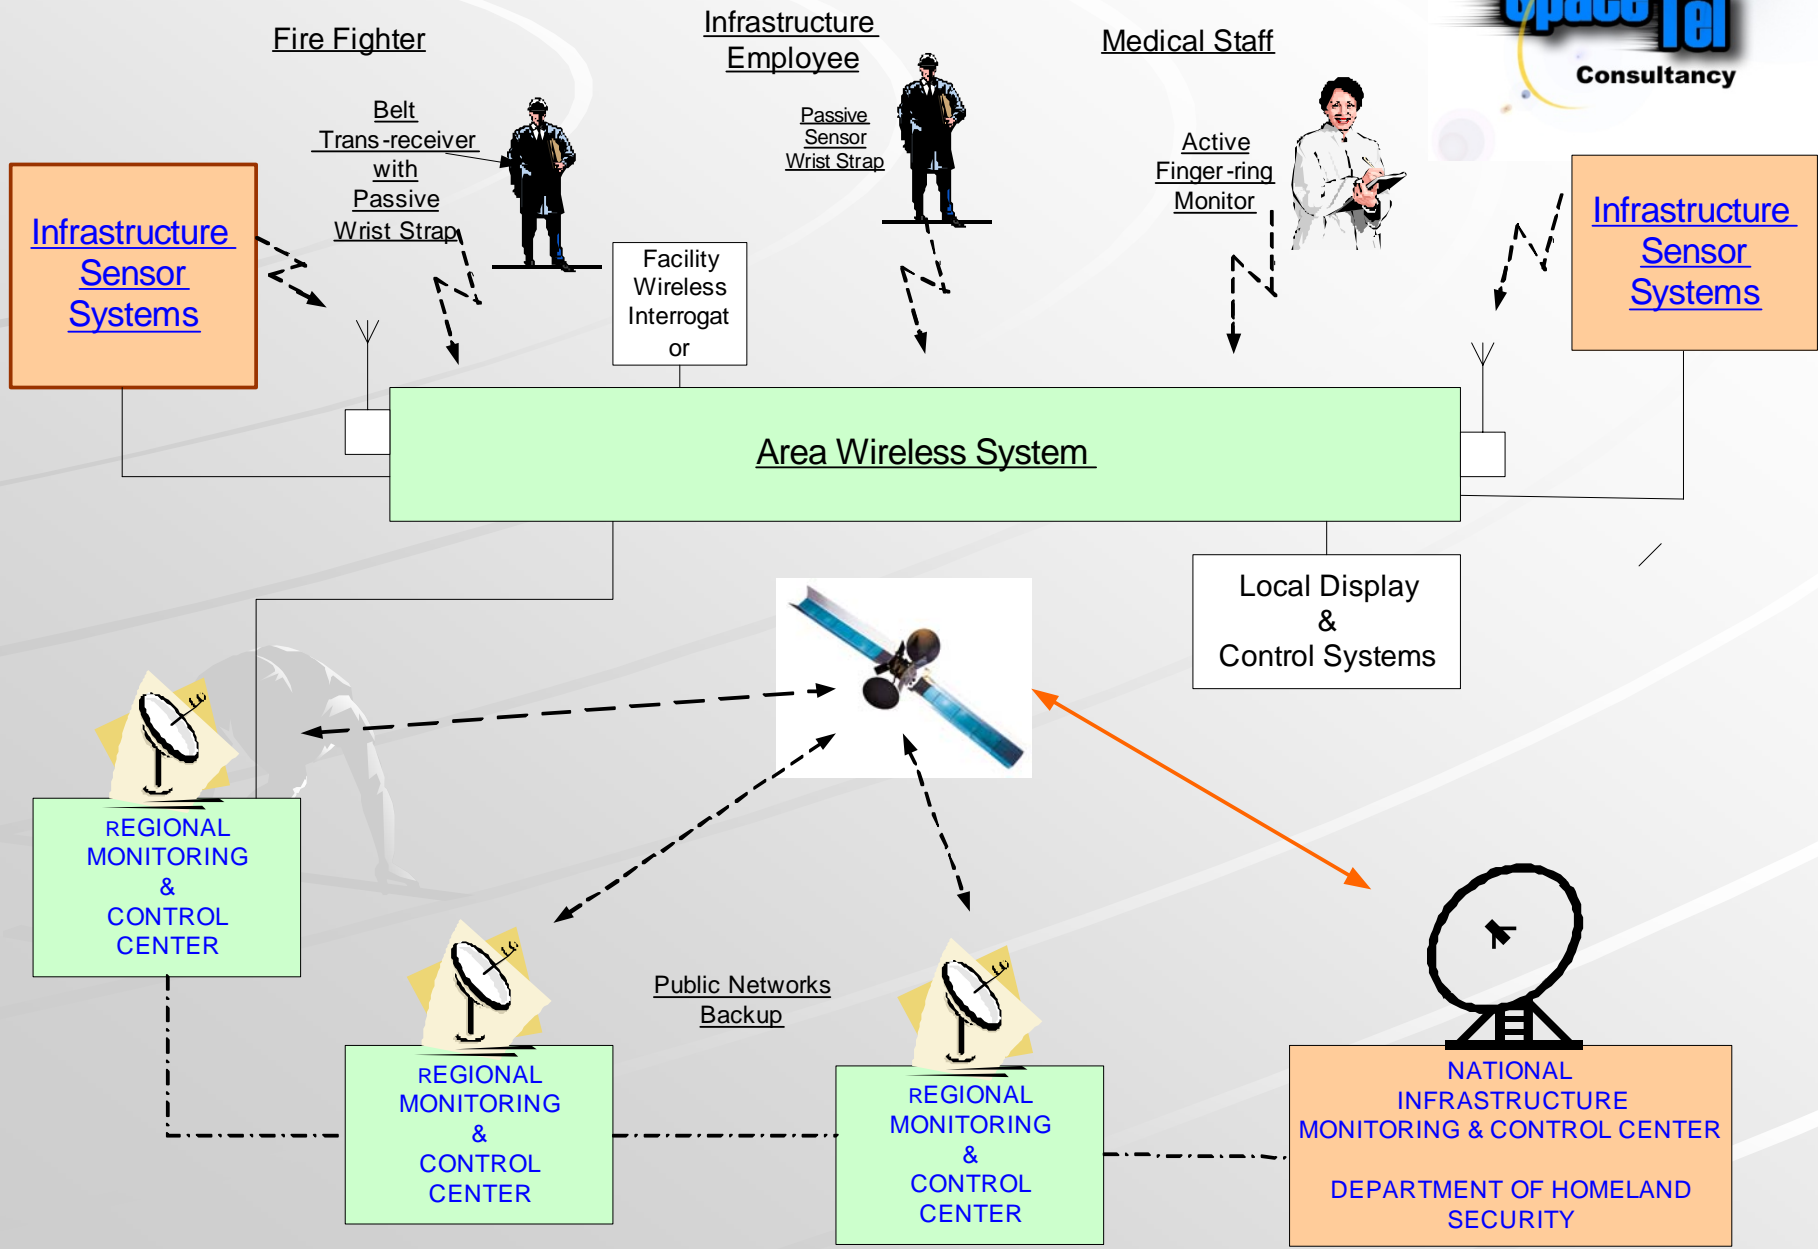 Space Tel
Consultancy
Fire Fighter
Infrastructure
Employee
Medical Staff
Belt
Trans-receiver
with
Passive
Wrist Strap
Passive
Sensor
Wrist Strap
Active
Finger-ring
Monitor
Infrastructure
Sensor
Systems
Facility
Wireless
Interrogat
or
Infrastructure
Sensor
Systems
Area Wireless System
Local Display
&
Control Systems
REGIONAL
MONITORING
&
CONTROL
CENTER
Public Networks
Backup
REGIONAL
MONITORING
&
CONTROL
CENTER
REGIONAL
MONITORING
&
CONTROL
CENTER
NATIONAL
INFRASTRUCTURE
MONITORING & CONTROL CENTER
DEPARTMENT OF HOMELAND
SECURITY